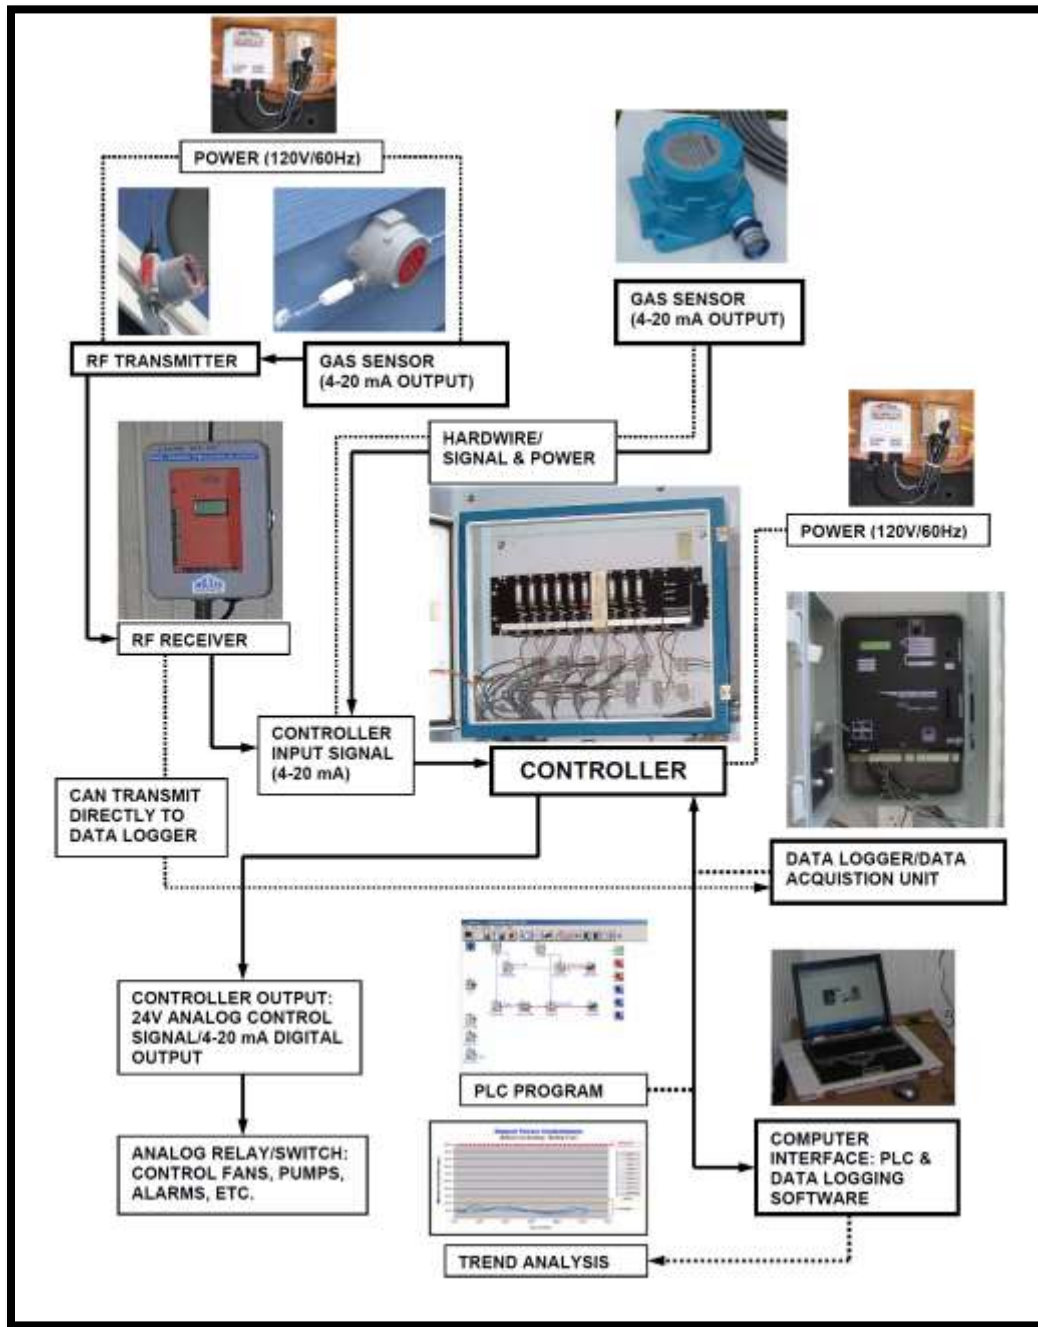 POWER (120V/60Hz)
GAS SENSOR
(4-20 mA OUTPUT)
RF TRANSMITTER
GAS SENSOR
(4-20 mA OUTPUT)
HARDWIRE/
SIGNAL & POWER
POWER (120V/60Hz)
RF RECEIVER
CONTROLLER
INPUT SIGNAL
(4-20 mA)
CONTROLLER
CAN TRANSMIT
DIRECTLY TO
DATA LOGGER
DATA LOGGER/DATA
ACQUISTION UNIT
CONTROLLER OUTPUT:
24V ANALOG CONTROL
SIGNAL/4-20 mA DIGITAL
OUTPUT
PLC PROGRAM
ANALOG RELAY/SWITCH:
CONTROL FANS, PUMPS,
ALARMS, ETC.
COMPUTER
INTERFACE: PLC &
DATA LOGGING
SOFTWARE
TREND ANALYSIS